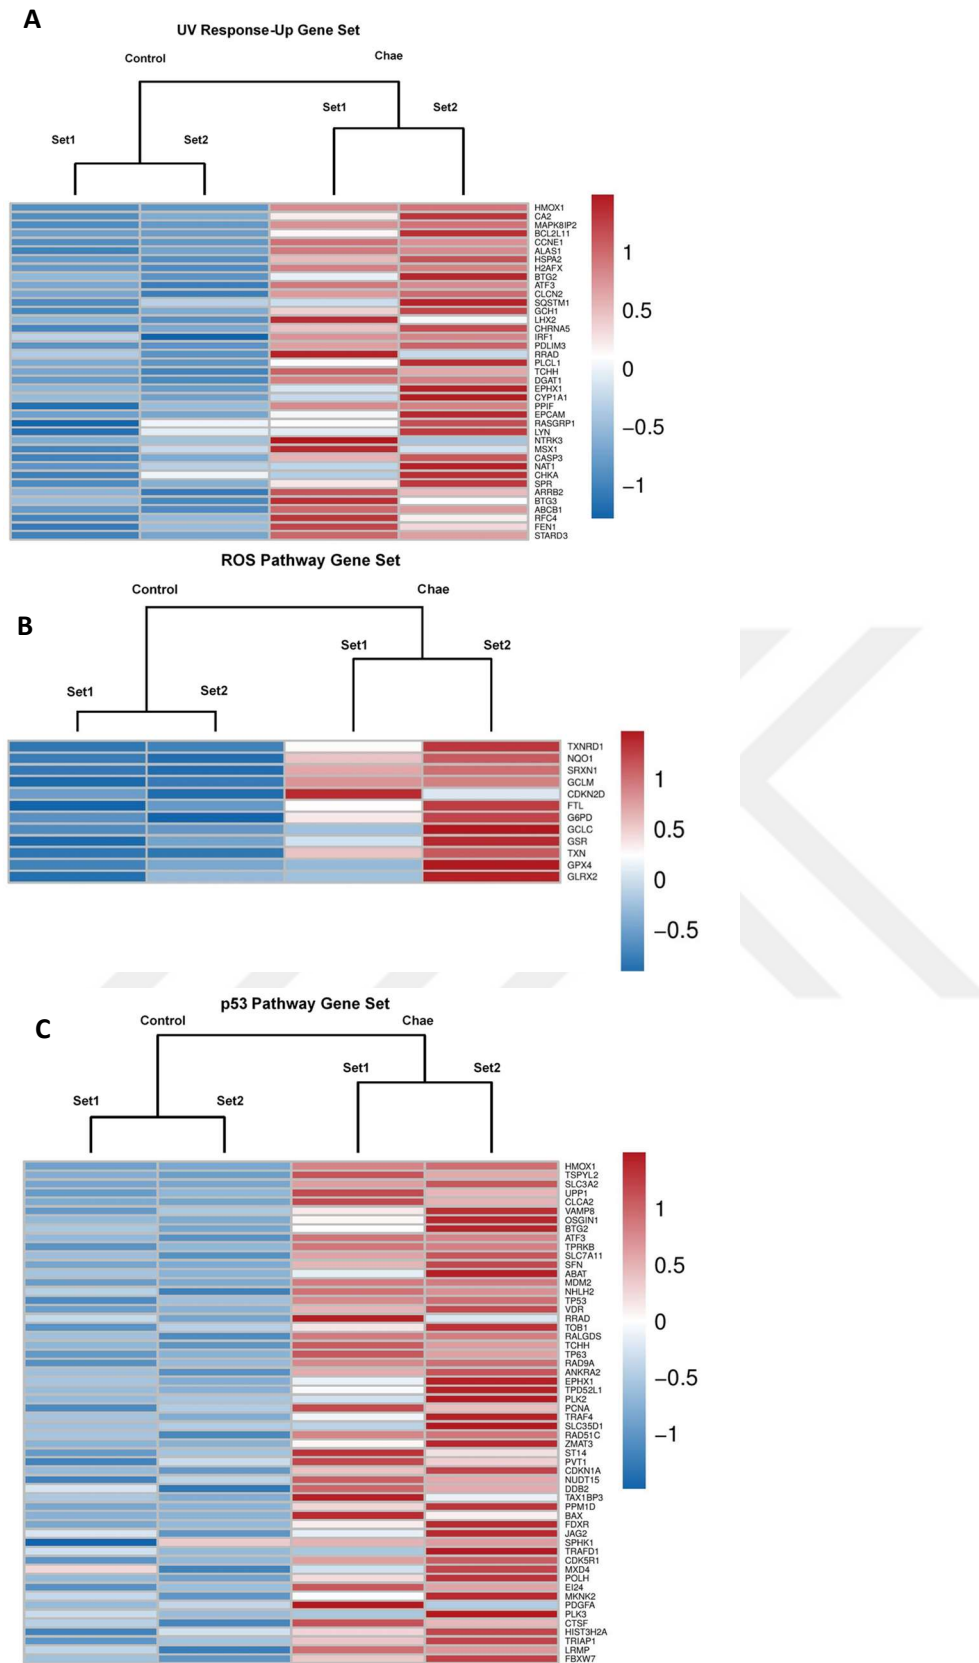 A
UV Response-Up Gene Set
Control
Chae
Set1
Set2
Set1
Set2
HMOX1
CA2
MAPK8IP2
BCL2L11
CCNE1
ALAS1
HSPA2
H2AFX
BTG2
ATF3
CLCN2
SQSTM1
GCH1
LHX2
CHRNA5
IRF1
PDLIM3
RRAD
PLCL1
TCHH
DGAT1
EPHX1
CYP1A1
PPIF
EPCAM
RASGRP1
LYN
NTRK3
MSX1
CASP3
NAT1
CHKA
SPR
ARRB2
BTG3
ABCB1
RFC4
FEN1
STARD3
1
0.5
0
−0.5
−1
ROS Pathway Gene Set
B
Control
Chae
Set1
Set2
Set1
Set2
TXNRD1
NQO1
SRXN1
GCLM
CDKN2D
FTL
G6PD
GCLC
GSR
TXN
GPX4
GLRX2
1
0.5
0
−0.5
p53 Pathway Gene Set
C
Control
Chae
Set1
Set2
Set1
Set2
HMOX1
TSPYL2
SLC3A2
UPP1
CLCA2
VAMP8
OSGIN1
BTG2
ATF3
TPRKB
SLC7A11
SFN
ABAT
MDM2
NHLH2
TP53
VDR
RRAD
TOB1
RALGDS
TCHH
TP63
RAD9A
ANKRA2
EPHX1
TPD52L1
PLK2
PCNA
TRAF4
SLC35D1
RAD51C
ZMAT3
ST14
PVT1
CDKN1A
NUDT15
DDB2
TAX1BP3
PPM1D
BAX
FDXR
JAG2
SPHK1
TRAFD1
CDK5R1
MXD4
POLH
EI24
MKNK2
PDGFA
PLK3
CTSF
HIST3H2A
TRIAP1
LRMP
FBXW7
1
0.5
0
−0.5
−1